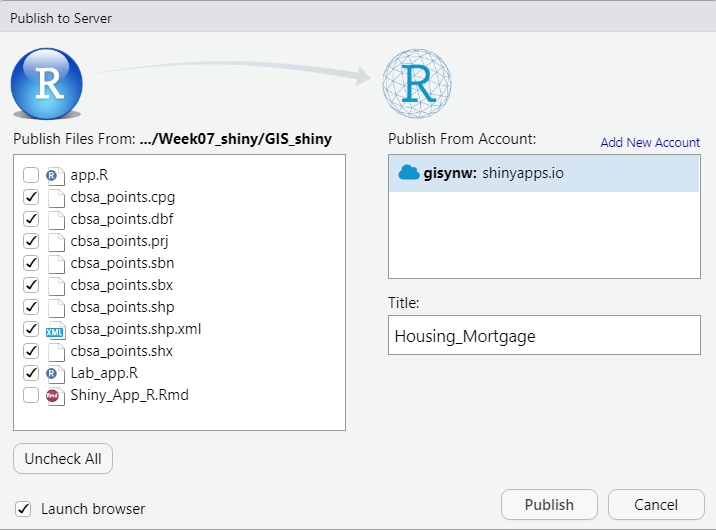 Publish to Server
R
R
Publish Files From: .../Week07_shiny/GIS_shiny
R app.R
cbsa_points.cpg
cbsa_points.dbf
cbsa_points.prj
cbsa_points.sbn
cbsa_points.sbx
cbsa_points.shp
XML cbsa_points.shp.xml
cbsa_points.shx
R Lab_app.R
Rmd Shiny_App_R.Rmd
Uncheck All
Launch browser
Publish From Account: Add New Account
gisynw: shinyapps.io
Title:
Housing_Mortgage
Publish Cancel